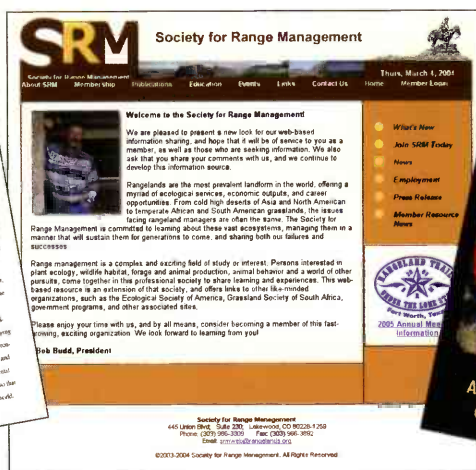 SRM
Society for Range Management
Society for Range Management
Thurs, March 4, 2004
About SRM Membership Publications Education Events Links Contact Us Home Member Login
Welcome to the Society for Range Management!
We are pleased to present a new look for our web-based
information sharing, and hope that it will be of service to you as a
member, as well as those who are seeking information. We also
ask that you share your comments with us, and we continue to
develop this information source.
Rangelands are the most prevalent landform in the world, offering a
myriad of ecological services, economic outputs, and career
opportunities. From cold high deserts of Asia and North American
to temperate African and South American grasslands, the issues
facing rangeland managers are often the same. The Society for
Range Management is committed to learning about these vast ecosystems, managing them in a
manner that will sustain them for generations to come, and sharing both our failures and
successes
Range management is a complex and exciting field of study or interest. Persons interested in
plant ecology, wildlife habitat, forage and animal production, animal behavior and a world of other
pursuits, come together in this professional society to share learning and experiences. This web-
based resource is an extension of that society, and offers links to other like-minded
organizations, such as the Ecological Society of America, Grassland Society of South Africa,
government programs, and other associated sites.
Please enjoy your time with us, and by all means, consider becoming a member of this fast-
growing, exciting organization. We look forward to learning from you!
Bob Budd, President
What's New
Join SRM Today
News
Employment
Press Release
Member Resource
News
RANGELAND TRAIL
UNDER THE LONE
Fort Worth, Texas
2005 Annual Mee
Information
Society for Range Management
445 Union Blvd, Suite 230, Lakewood, CO 80228-1259
Phone: (303) 986-3309 Fax: (303) 986-3892
Email: srmweb@rangelands.org
©2003-2004 Society for Range Management. All Rights Reserved
and
world.
A